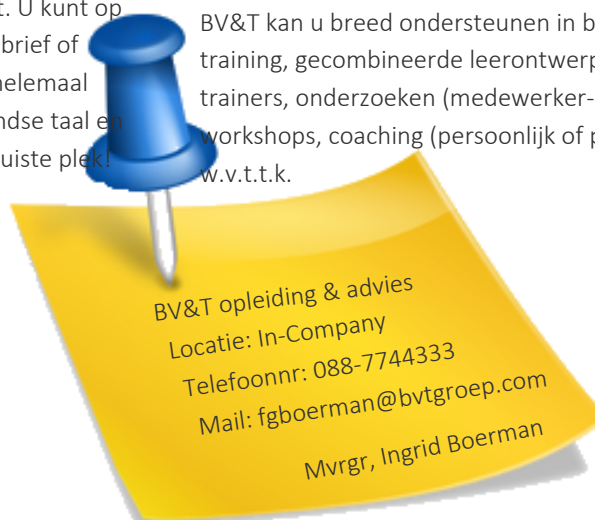 t. U kunt op
brief of
helemaal
ndse taal en
uiste plek!
BV&T kan u breed ondersteunen in b
training, gecombineerde leerontwerp
trainers, onderzoeken (medewerker-
workshops, coaching (persoonlijk of p
w.v.t.t.k.
BV&T opleiding & advies
Locatie: In-Company
Telefoonnr: 088-7744333
Mail: fgboerman@bvtgroep.com
Mvrgr, Ingrid Boerman